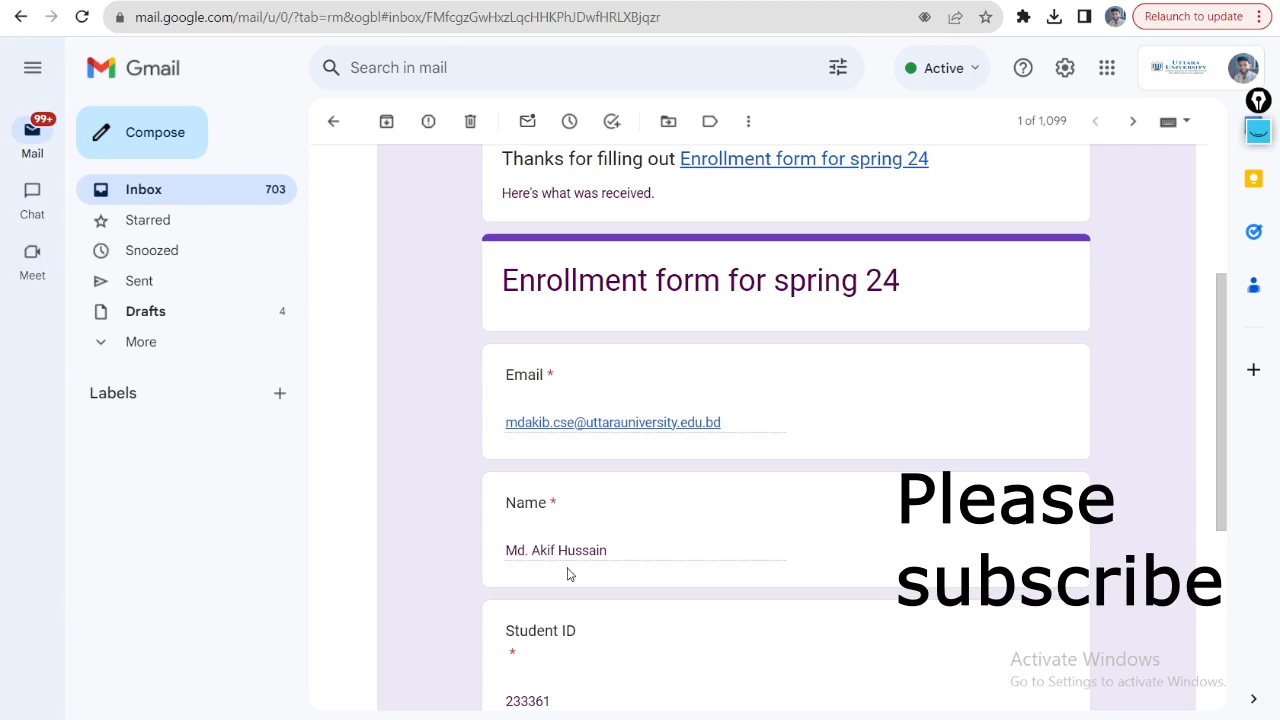 mail.google.com/mail/u/0/?tab=rm&ogbl#inbox/FMfcgzGwHxzLqcHHKPhJDwfHRLXBjqzr
Relaunch to update
Gmail
Search in mail
Active
UTTARA
UNIVERSITY
99+
Mail
Chat
Meet
Compose
Inbox 703
Starred
Snoozed
Sent
Drafts 4
More
Labels
1 of 1,099
Thanks for filling out Enrollment form for spring 24
Here's what was received.
Enrollment form for spring 24
Email *
mdakib.cse@uttarauniversity.edu.bd
Name *
Md. Akif Hussain
Student ID
*
233361
Please
subscribe
Activate Windows
Go to Settings to activate Windows.